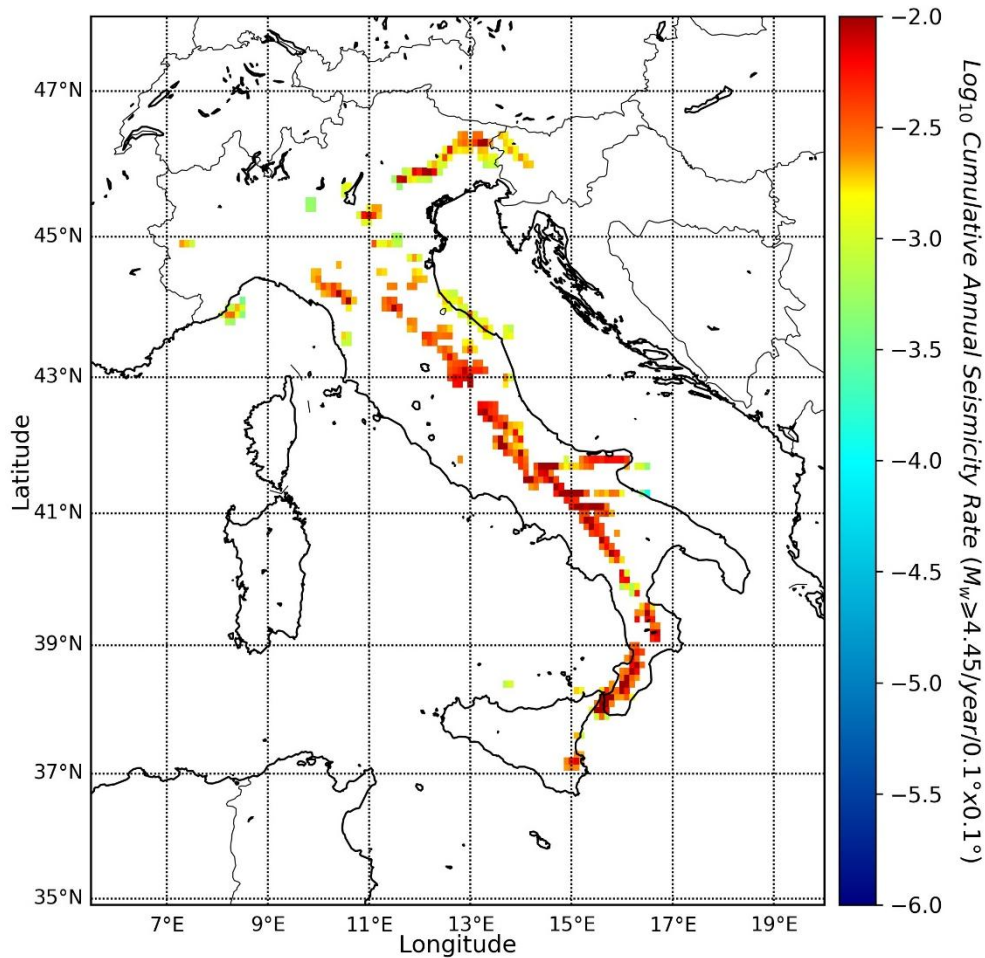 47°N
45°N
43°N
41°N
39°N
37°N
35°N
Latitude
7°E 9°E 11°E 13°E 15°E 17°E 19°E
Longitude
−2.0
−2.5
−3.0
−3.5
−4.0
−4.5
−5.0
−5.5
−6.0
Log₁₀ Cumulative Annual Seismicity Rate (M_w⩾4.45/year/0.1°x0.1°)